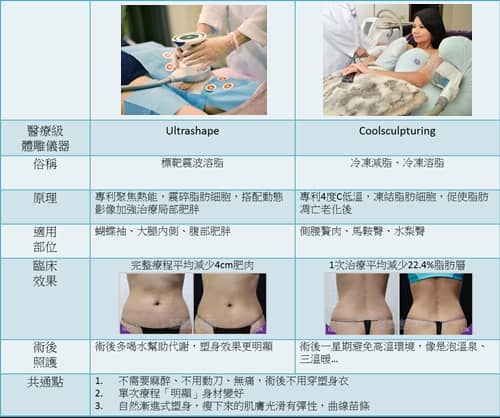 醫療級
體雕儀器
Ultrashape
Coolsculpturing
俗稱
標靶震波溶脂
冷凍減脂、冷凍溶脂
原理
專利聚焦熱能，震碎脂肪細胞，搭配動態
影像加強治療局部肥胖
專利4度C低溫，凍結脂肪細胞，促使脂肪
凋亡老化後
適用
部位
蝴蝶袖、大腿內側、腹部肥胖
側腰贅肉、馬鞍臀、水梨臀
臨床
效果
完整療程平均減少4cm肥肉
1次治療平均減少22.4%脂肪層
術後
照護
術後多喝水幫助代謝，塑身效果更明顯
術後一星期避免高溫環境，像是泡溫泉、
三溫暖…
共通點
1. 不需要麻醉、不用動刀、無痛，術後不用穿塑身衣
2. 單次療程「明顯」身材變好
3. 自然漸進式塑身，瘦下來的肌膚光滑有彈性，曲線苗條